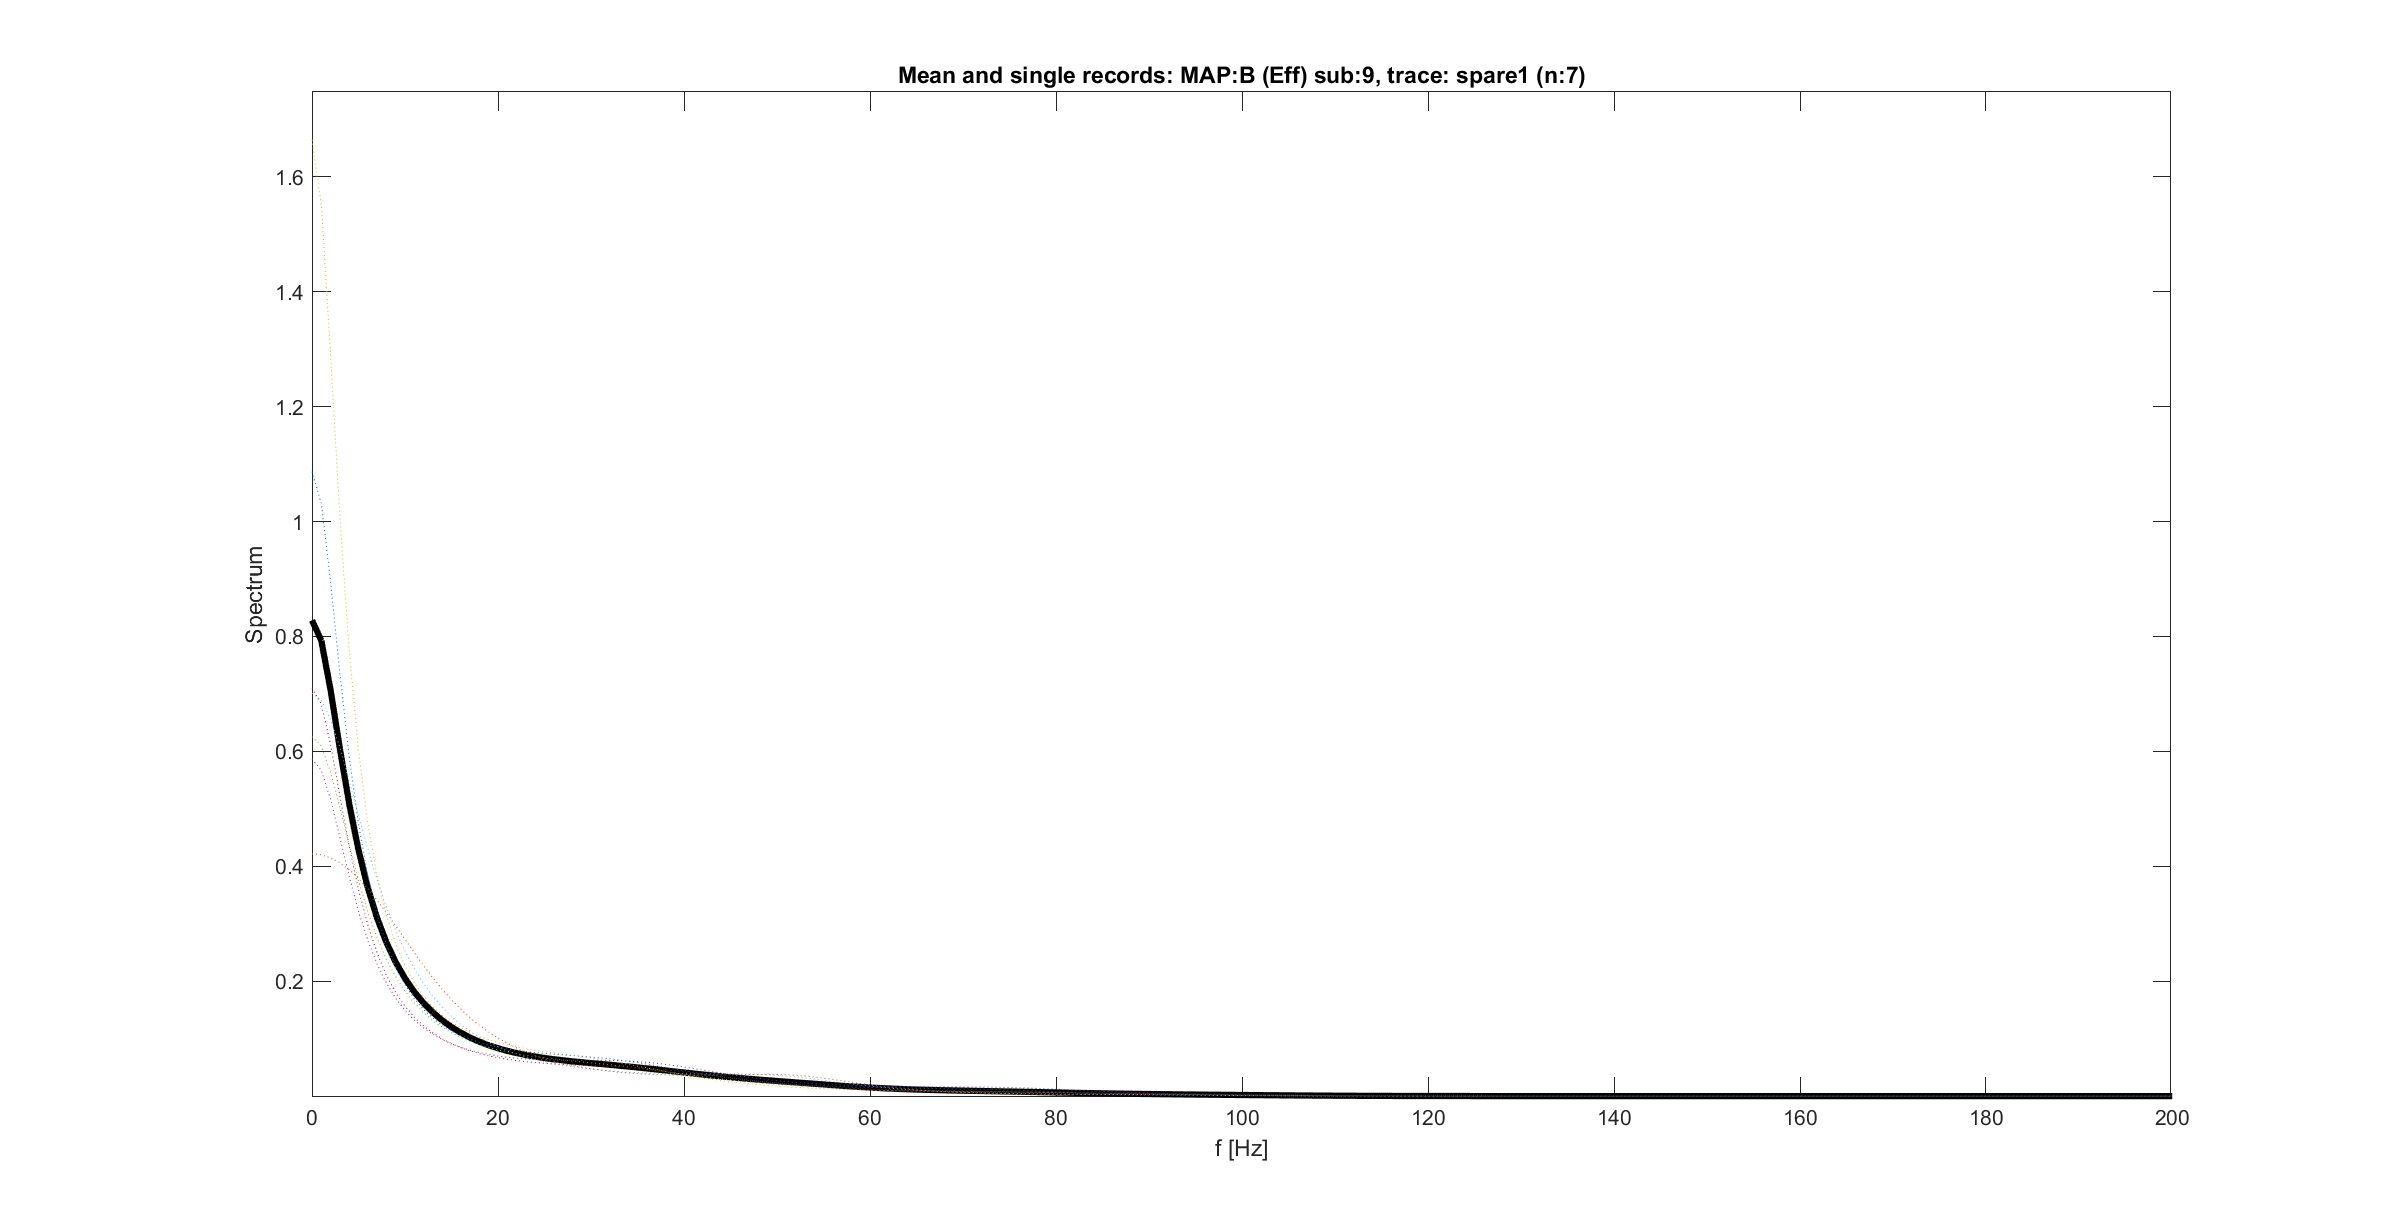 Mean and single records: MAP:B (Eff) sub:9, trace: spare1 (n:7)
1.6
1.4
1.2
1
0.8
0.6
0.4
0.2
Spectrum
0 20 40 60 80 100 120 140 160 180 200
f [Hz]